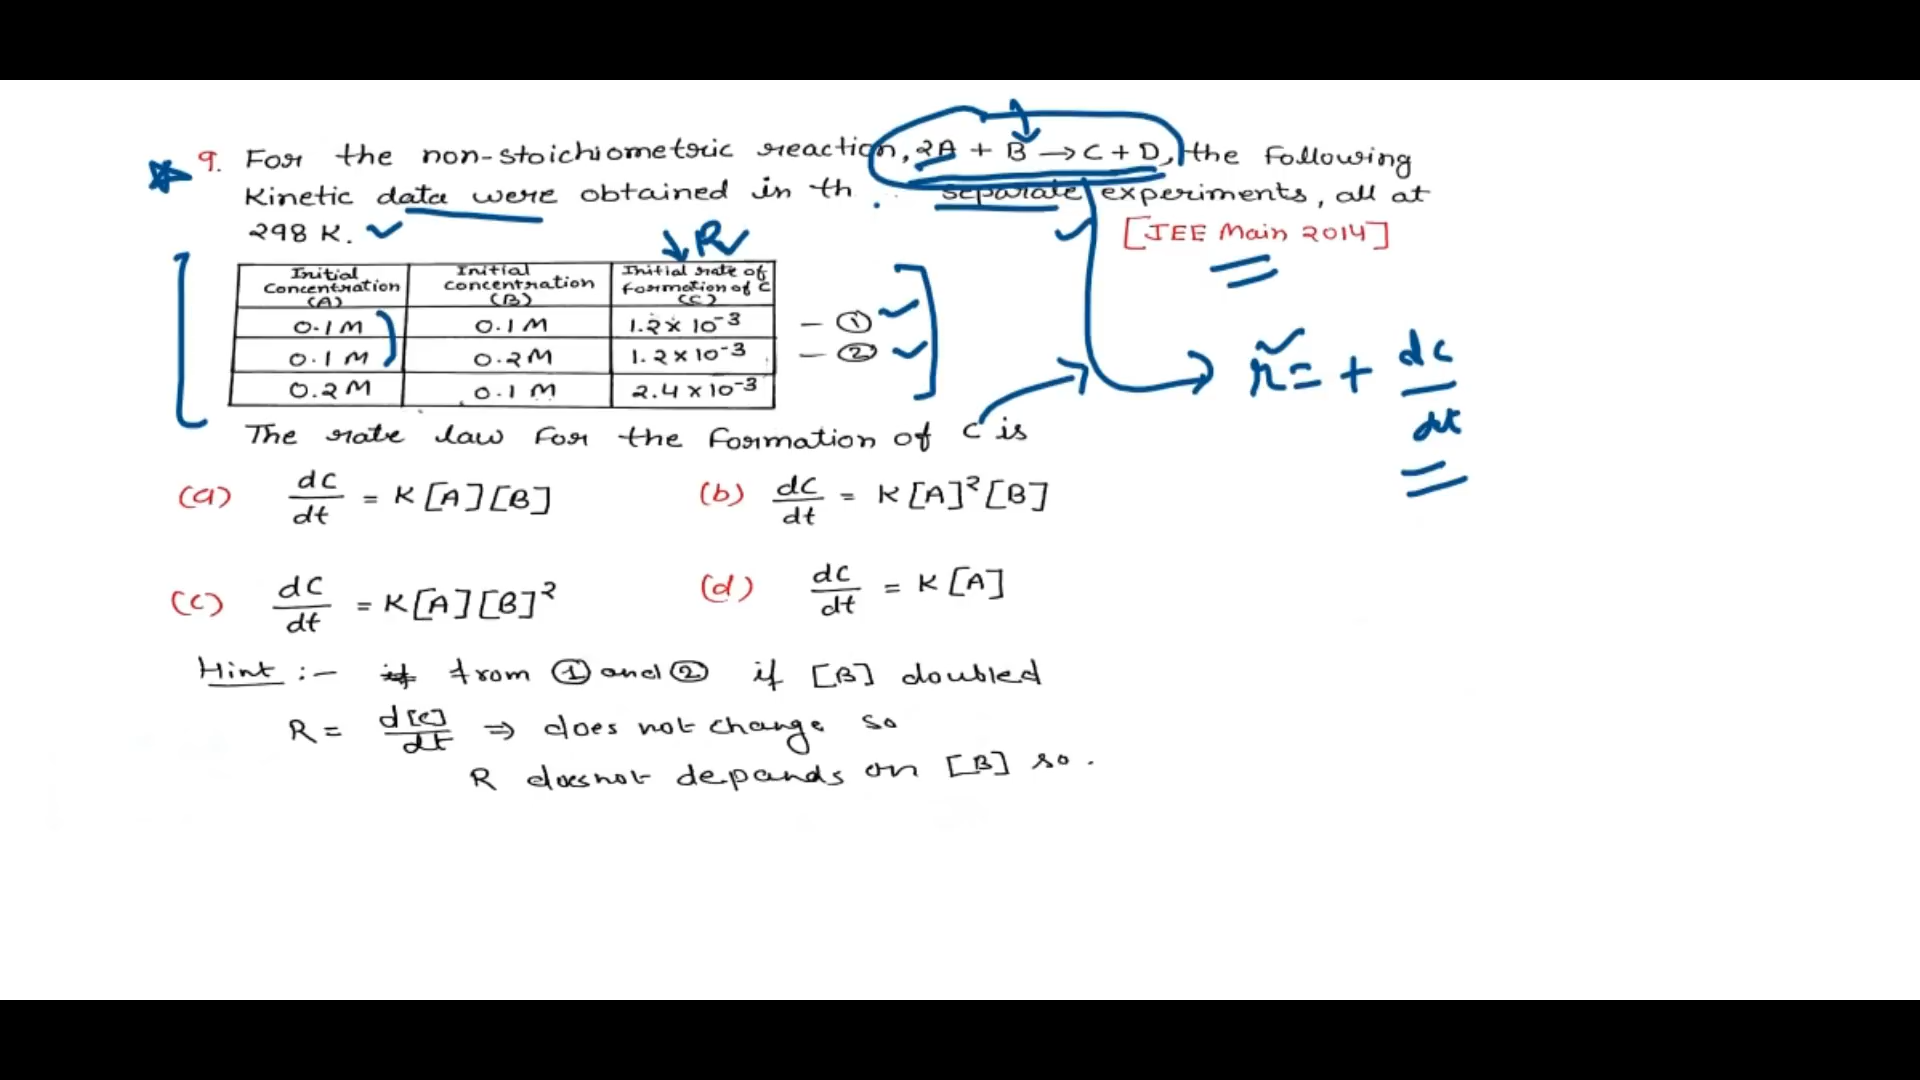 9. For the non-stoichiometric reaction, 2A + B → C + D, the following
Kinetic data were obtained in th separate experiments, all at
298 K.
[JEE Main 2014]
R
Initial Concentration (A) Initial concentration (B) Initial rate of formation of C (C)
0.1 M 0.1 M 1.2 × 10⁻³ — ①
0.1 M 0.2 M 1.2 × 10⁻³ — ②
0.2 M 0.1 M 2.4 × 10⁻³
r = + dc/dt
The rate law for the formation of C is
(a) dC/dt = K[A][B] (b) dC/dt = K[A]²[B]
(c) dC/dt = K[A][B]² (d) dC/dt = K[A]
Hint :- from ① and ② if [B] doubled
R = d[C]/dt ⇒ does not change so
R doesnot depends on [B] so.